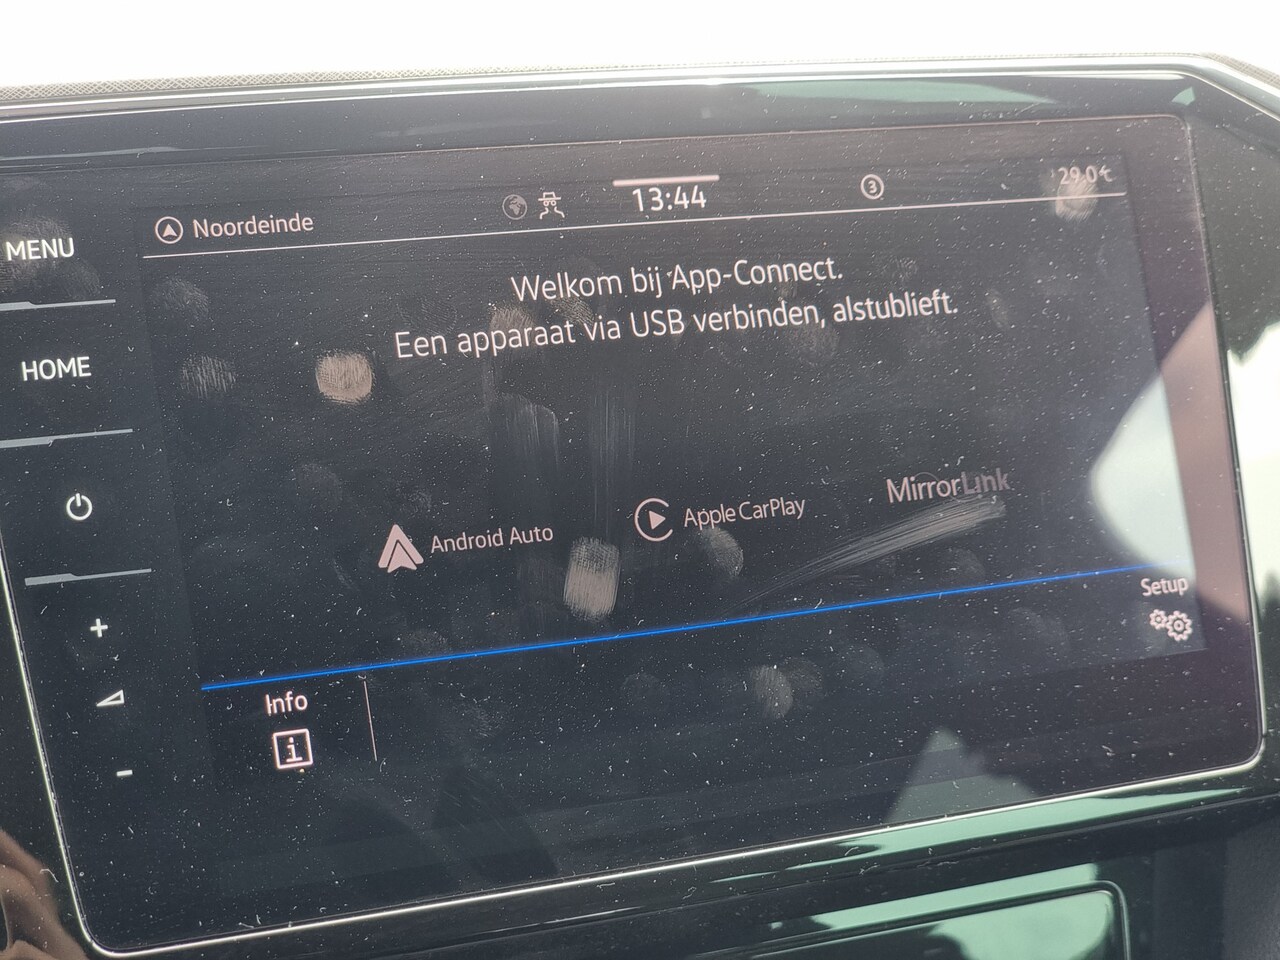 Noordeinde
13:44
3
29.0°C
MENU
HOME
Welkom bij App-Connect.
Een apparaat via USB verbinden, alstublieft.
Android Auto
Apple CarPlay
MirrorLink
Setup
Info
+
-